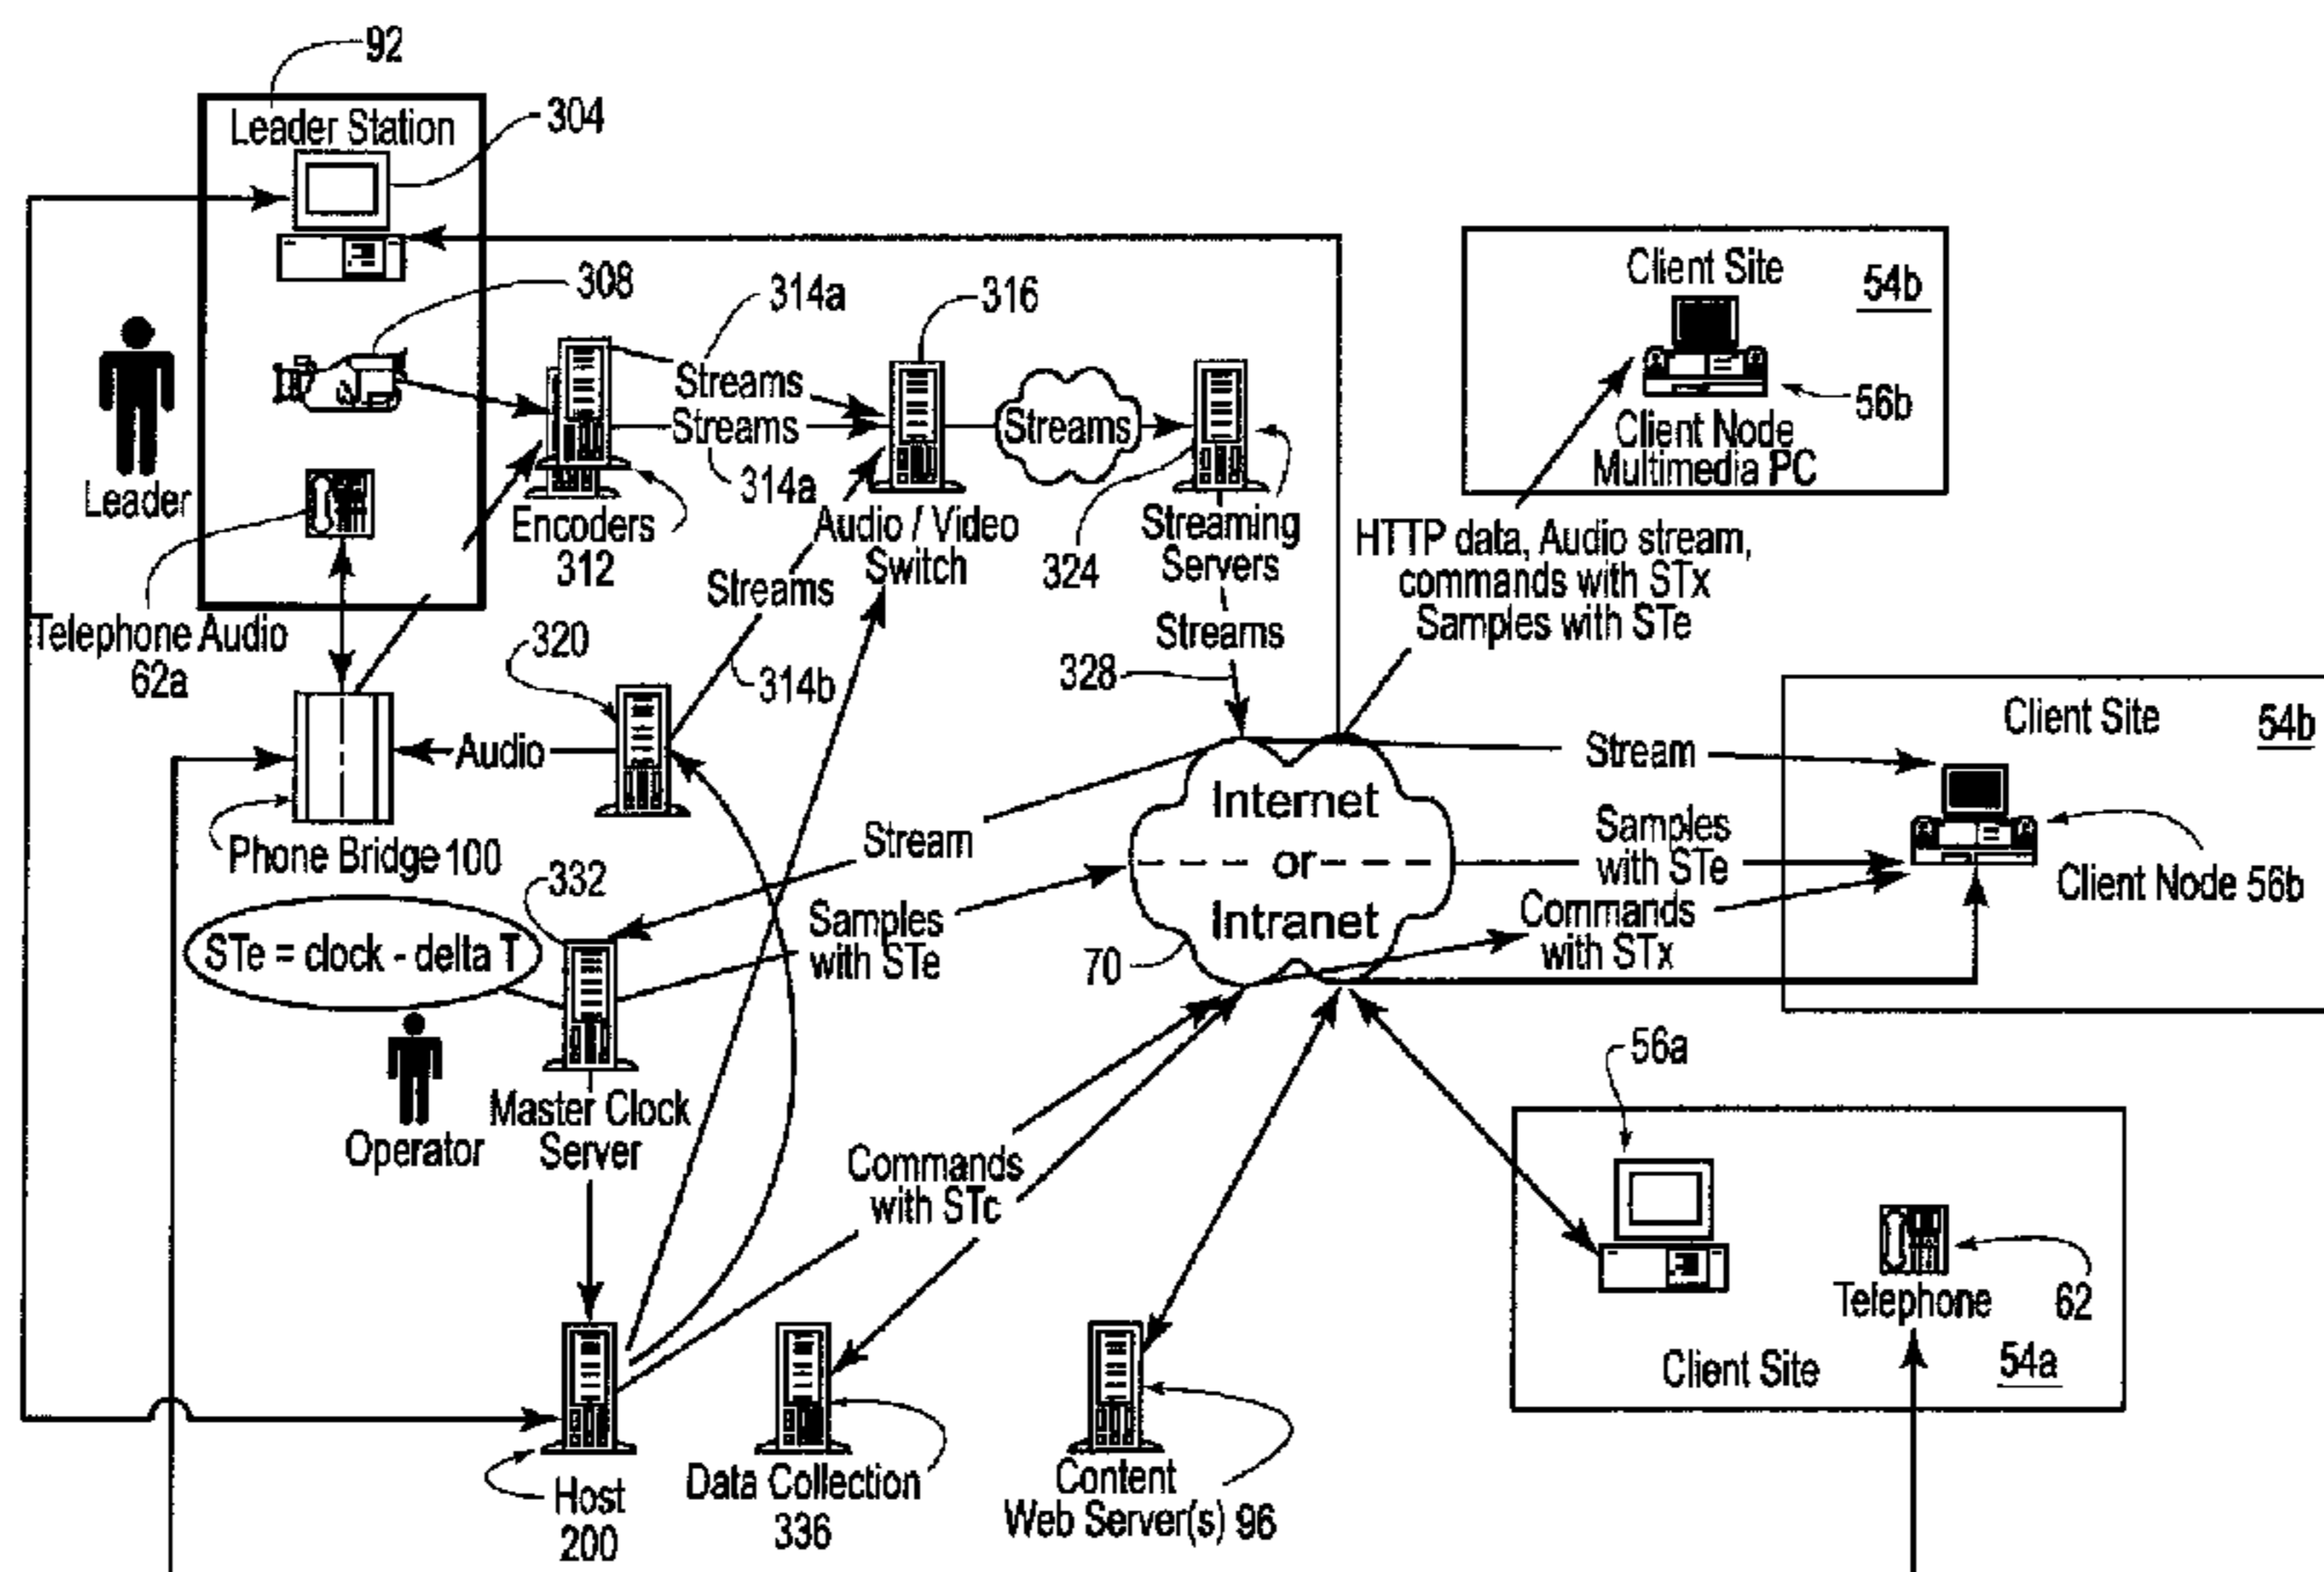 92
Leader Station
304
308
314a
316
Client Site
54b
56b
Client Node
Multimedia PC
Streams
Streams
Streams
314a
Leader
Encoders
312
Audio / Video
Switch
324
Streaming
Servers
HTTP data, Audio stream,
commands with STx
Samples with STe
Streams
Streams
Telephone Audio
62a
320
314b
328
Client Site
54b
Audio
Stream
Internet
or
Intranet
Samples
with STe
Client Node 56b
Phone Bridge 100
Stream
332
Samples
with STe
Commands
with STx
70
STe = clock - delta T
56a
Master Clock
Server
Operator
Commands
with STc
Telephone
62
Client Site
54a
Host
200
Data Collection
336
Content
Web Server(s) 96